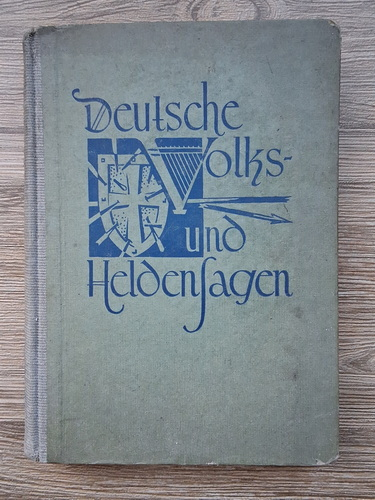 Deutsche
Volks-
und
Heldenſagen